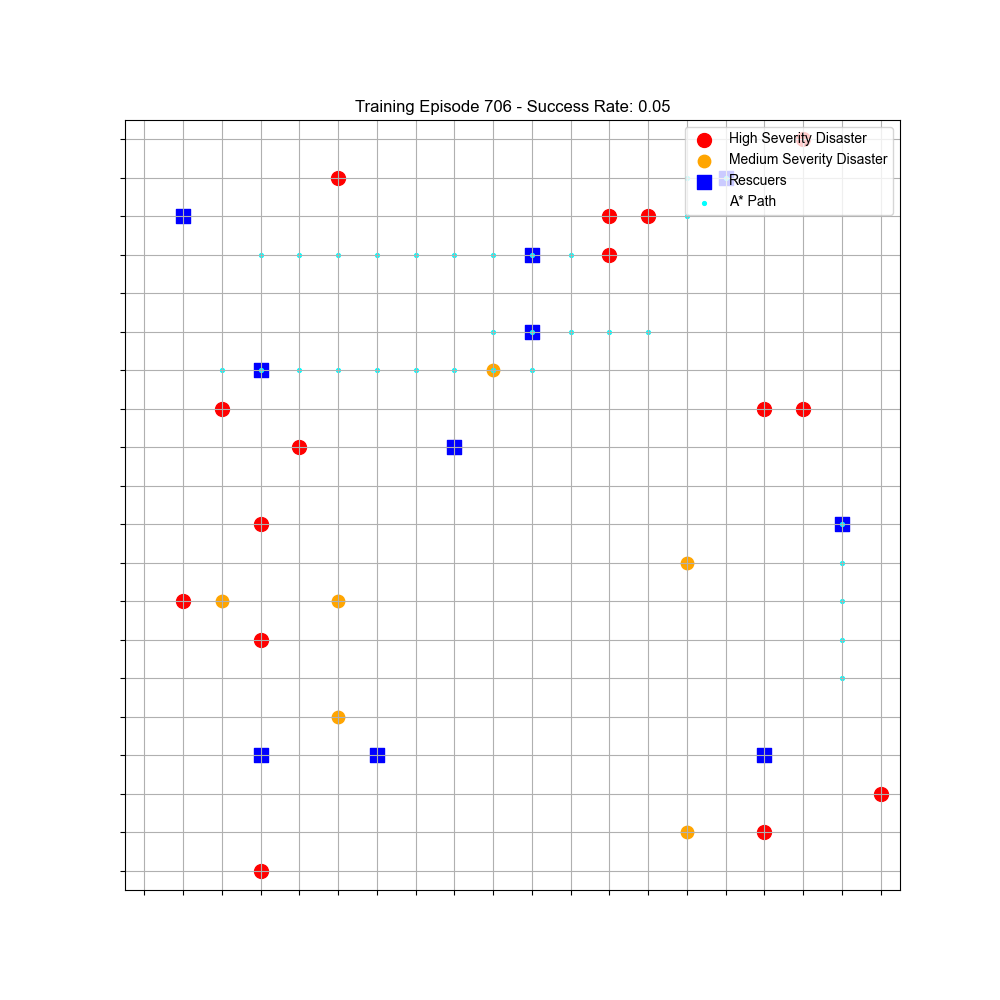 Training Episode 706 - Success Rate: 0.05
High Severity Disaster
Medium Severity Disaster
Rescuers
A* Path